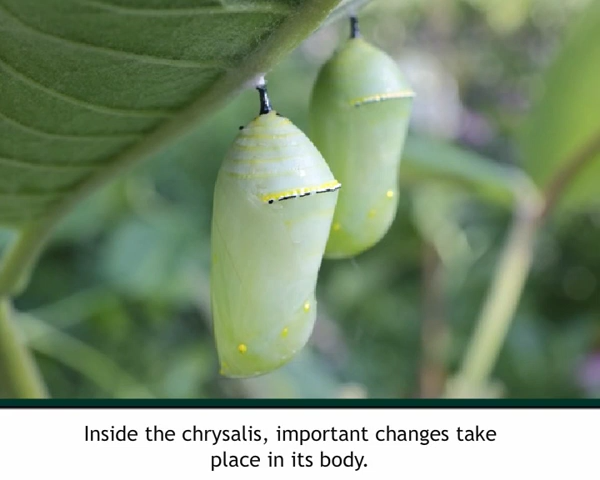 Inside the chrysalis, important changes take
place in its body.